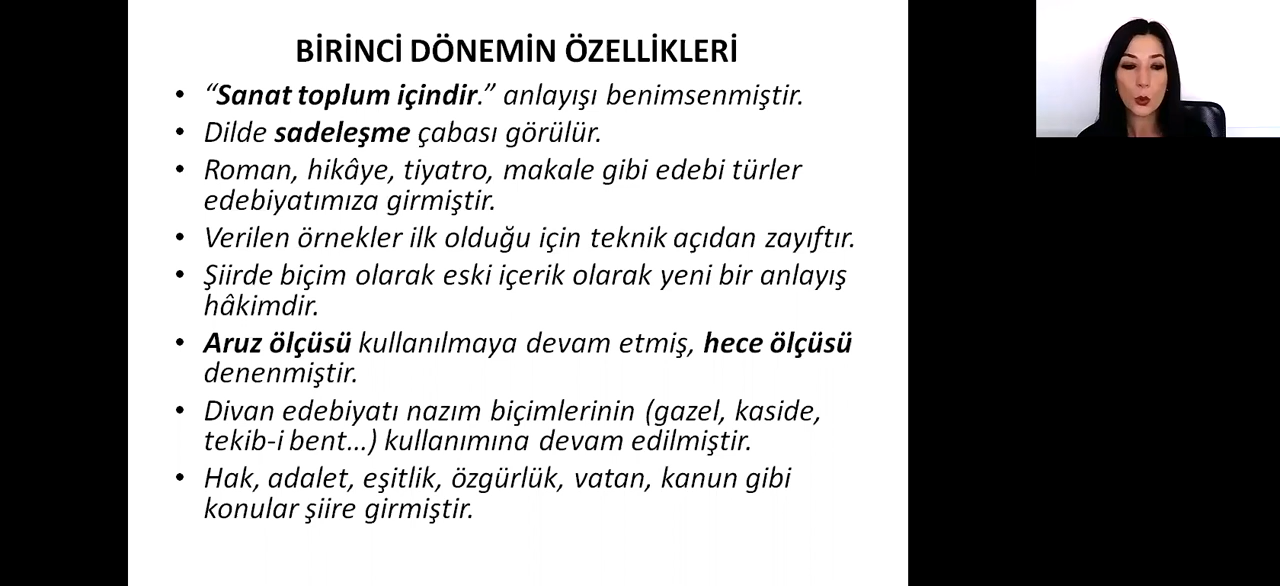 BİRİNCİ DÖNEMİN ÖZELLİKLERİ
• “Sanat toplum içindir.” anlayışı benimsenmiştir.
• Dilde sadeleşme çabası görülür.
• Roman, hikâye, tiyatro, makale gibi edebi türler
edebiyatımıza girmiştir.
• Verilen örnekler ilk olduğu için teknik açıdan zayıftır.
• Şiirde biçim olarak eski içerik olarak yeni bir anlayış
hâkimdir.
• Aruz ölçüsü kullanılmaya devam etmiş, hece ölçüsü
denenmiştir.
• Divan edebiyatı nazım biçimlerinin (gazel, kaside,
tekib-i bent...) kullanımına devam edilmiştir.
• Hak, adalet, eşitlik, özgürlük, vatan, kanun gibi
konular şiire girmiştir.